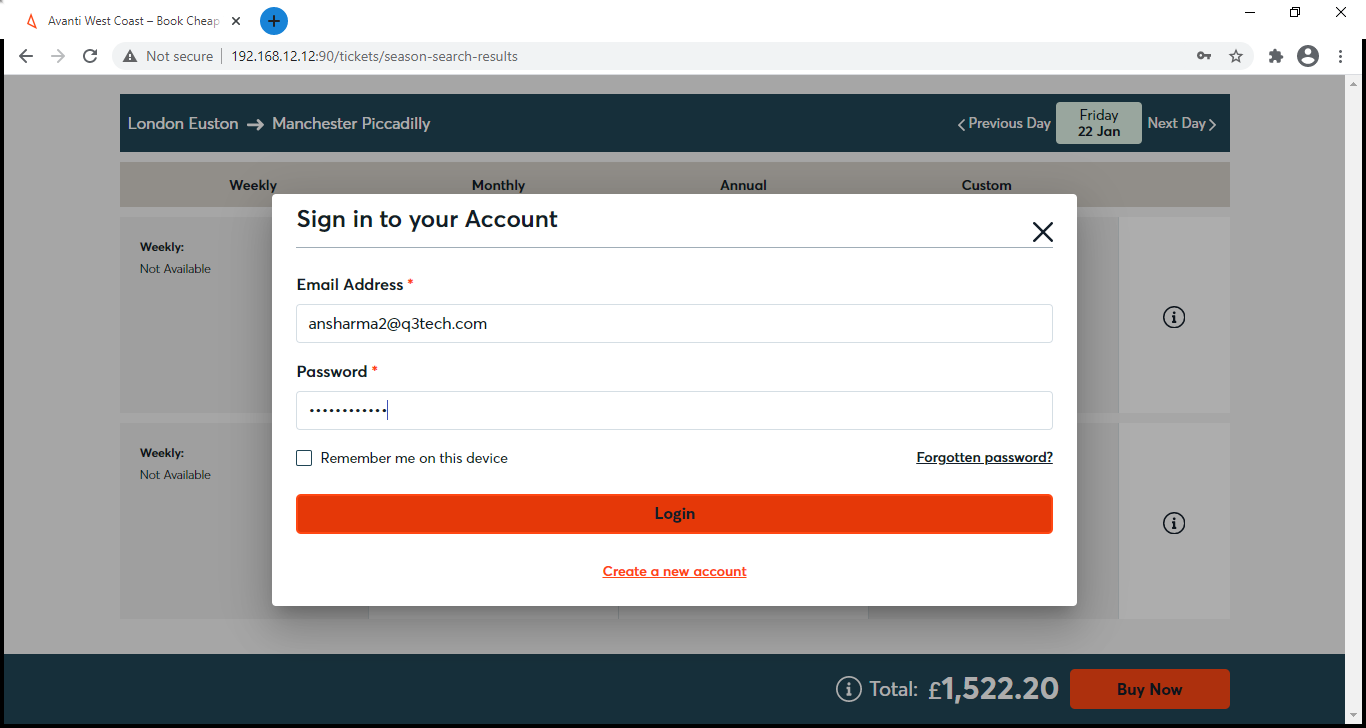 Avanti West Coast – Book Cheap
Not secure
192.168.12.12:90/tickets/season-search-results
London Euston → Manchester Piccadilly
Previous Day
Friday
22 Jan
Next Day
Weekly Monthly Annual Custom
Sign in to your Account
Weekly:
Not Available
Email Address *
ansharma2@q3tech.com
Password *
••••••••••••
Remember me on this device
Forgotten password?
Weekly:
Not Available
Login
Create a new account
Total: £1,522.20
Buy Now